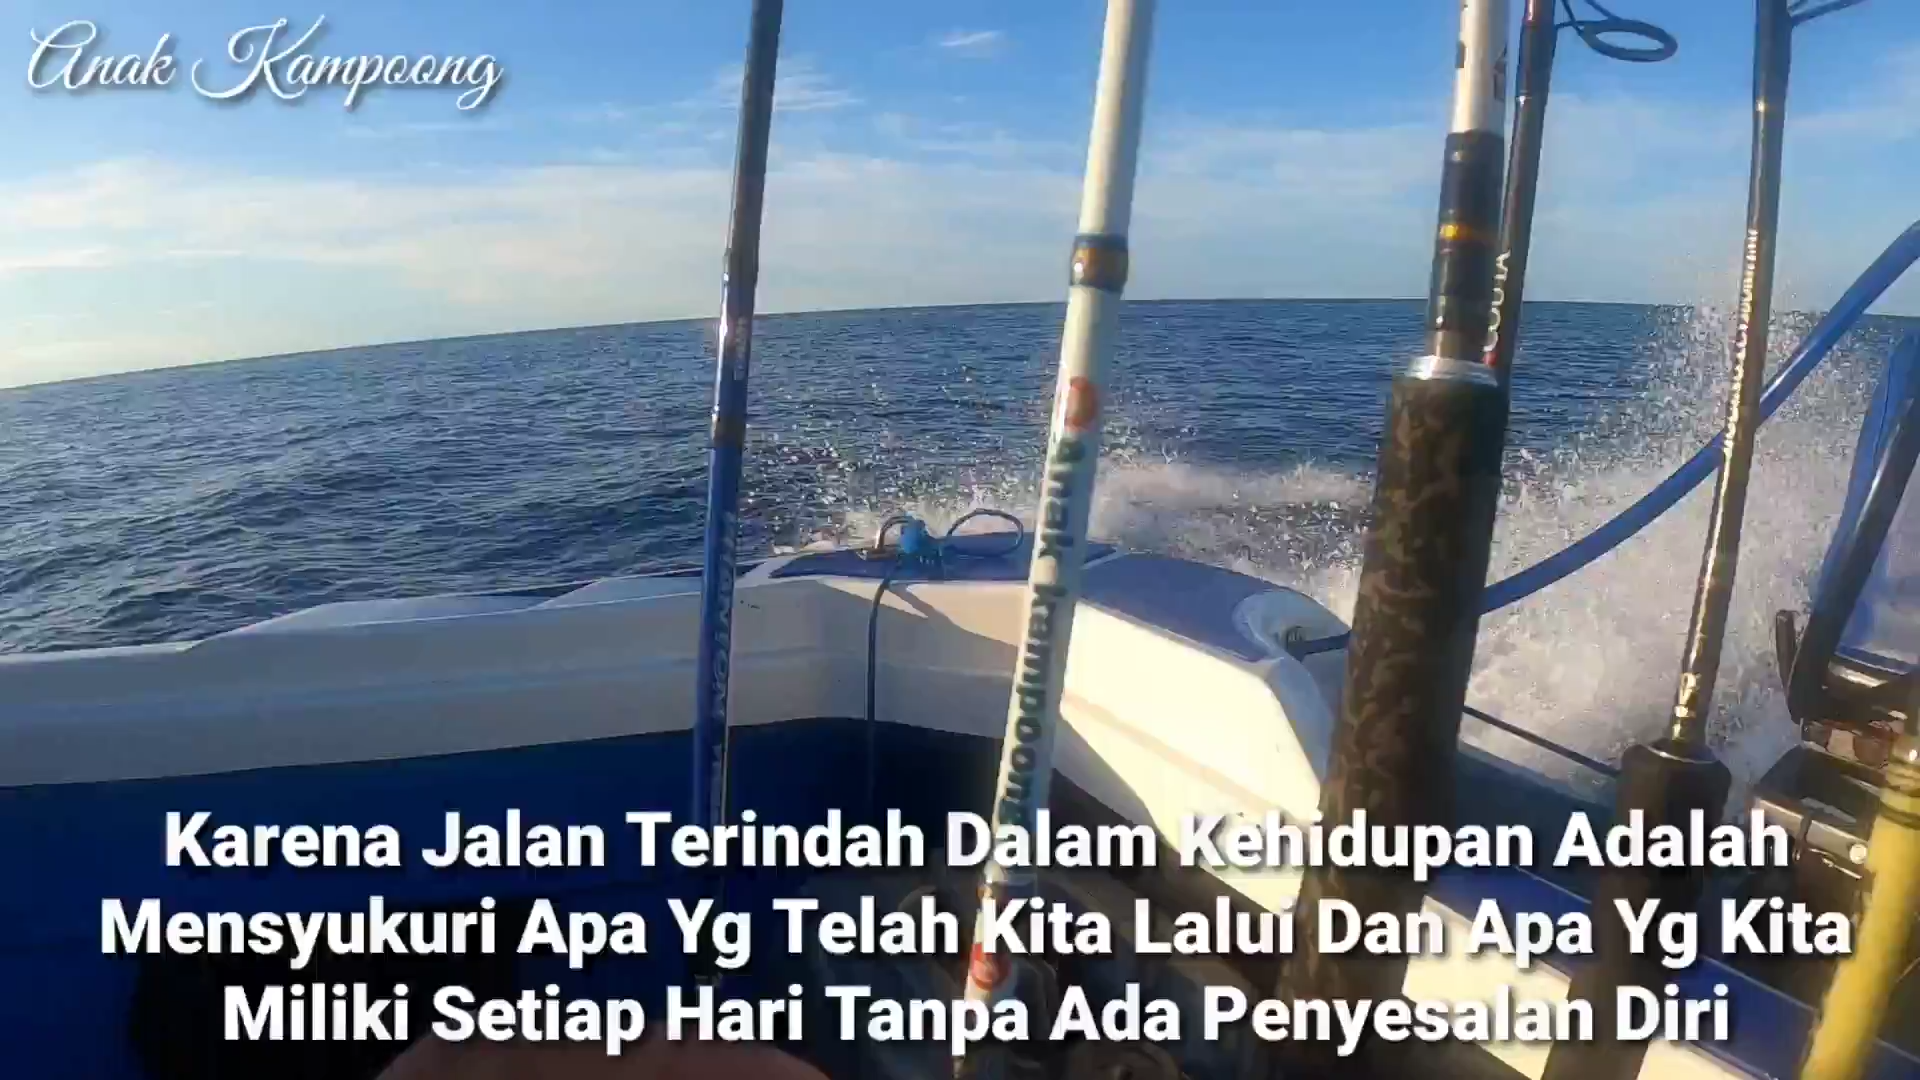 Anak Kampoong
Anak Kampoong
Karena Jalan Terindah Dalam Kehidupan Adalah
Mensyukuri Apa Yg Telah Kita Lalui Dan Apa Yg Kita
Miliki Setiap Hari Tanpa Ada Penyesalan Diri